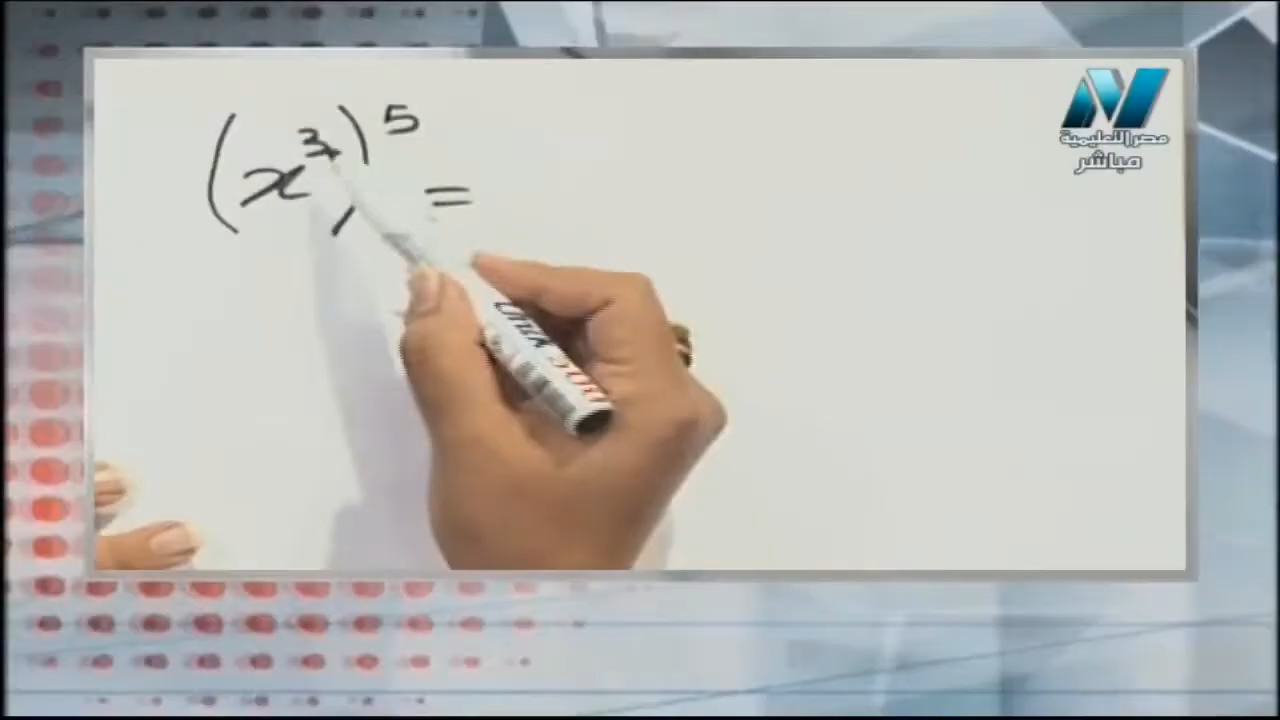 (x³)⁵ =
مصر التعليمية
مباشر